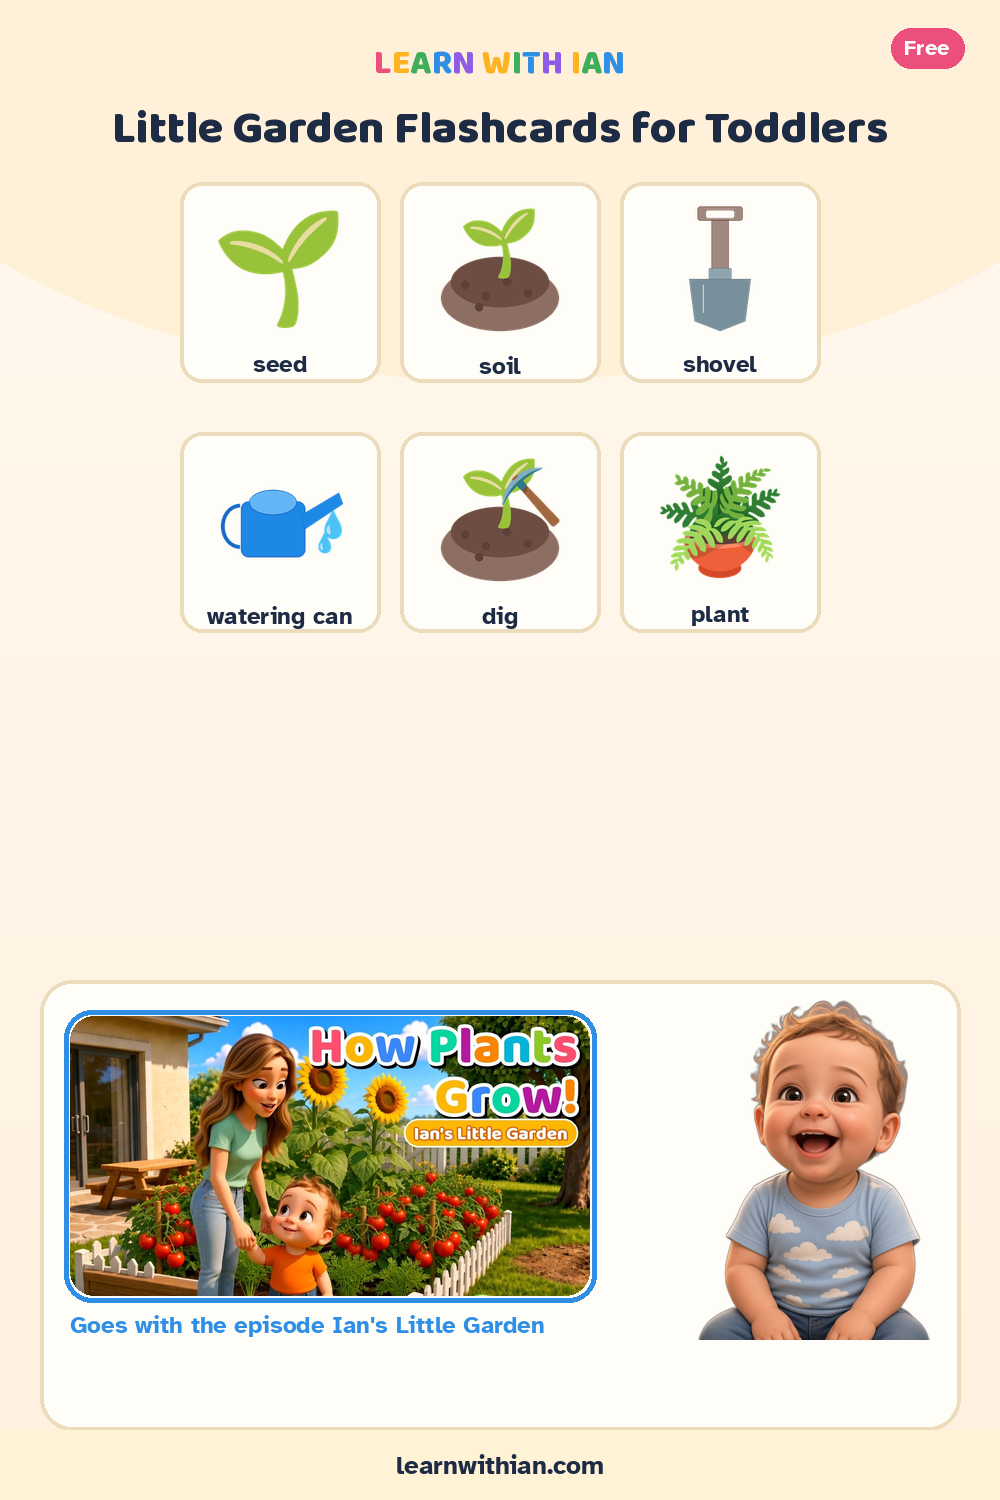 LEARN WITH IAN
Free
Little Garden Flashcards for Toddlers
seed
soil
shovel
watering can
dig
plant
How Plants
Grow!
Ian's Little Garden
Goes with the episode Ian's Little Garden
learnwithian.com